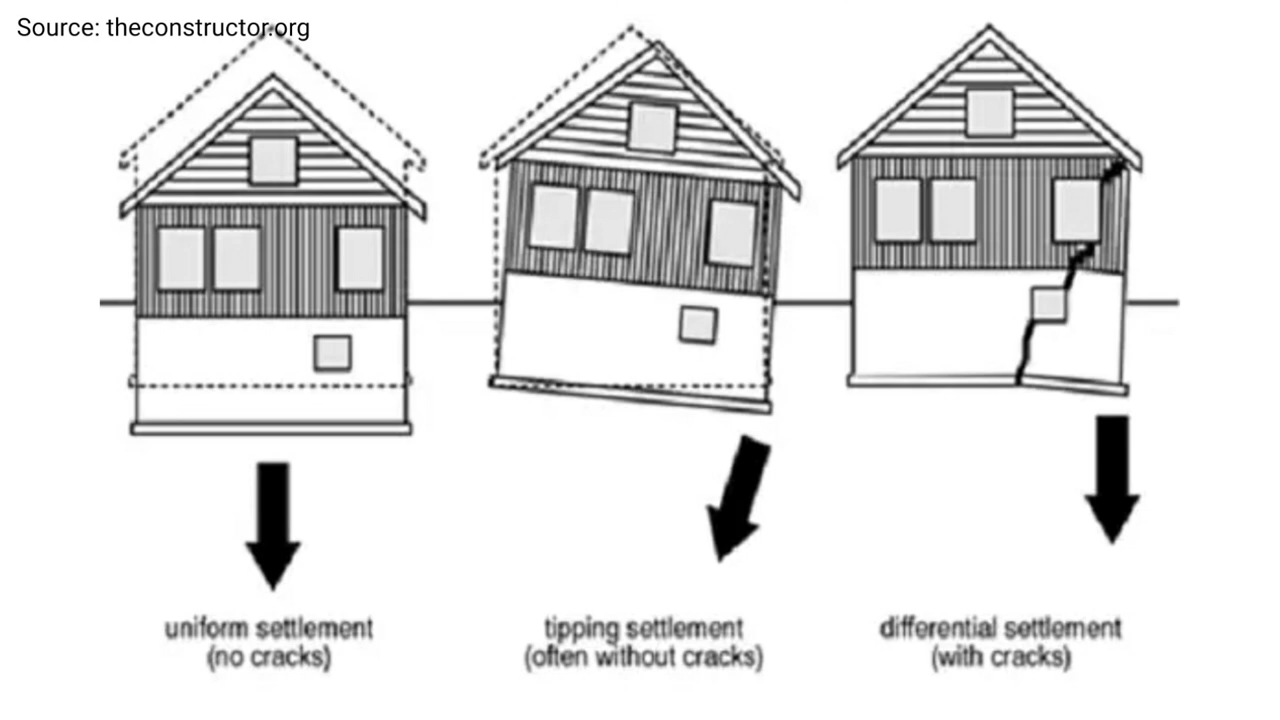 Source: theconstructor.org
uniform settlement
(no cracks)
tipping settlement
(often without cracks)
differential settlement
(with cracks)